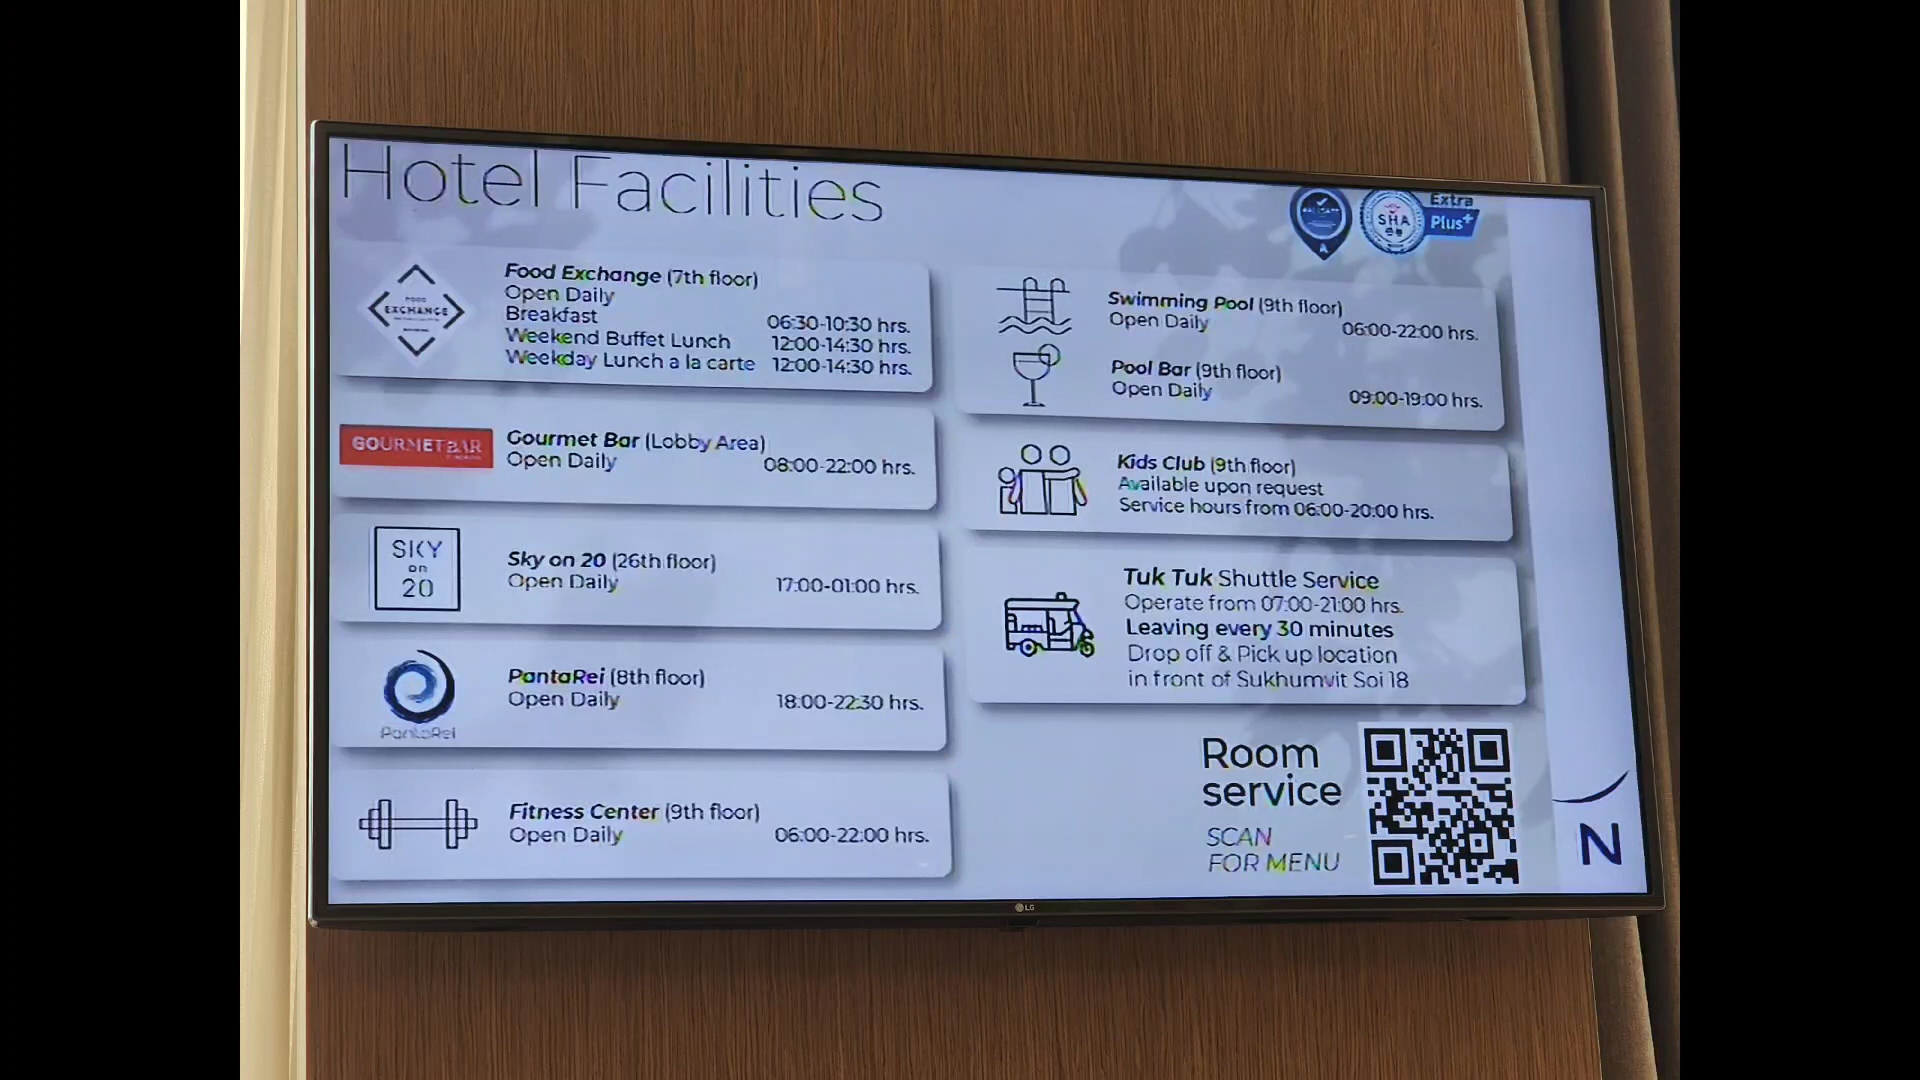 Hotel Facilities
Extra
Plus+
SHA
FOOD
EXCHANGE
Food Exchange (7th floor)
Open Daily
Breakfast 06:30-10:30 hrs.
Weekend Buffet Lunch 12:00-14:30 hrs.
Weekday Lunch a la carte 12:00-14:30 hrs.
GOURMET BAR
Gourmet Bar (Lobby Area)
Open Daily 08:00-22:00 hrs.
SKY
on
20
Sky on 20 (26th floor)
Open Daily 17:00-01:00 hrs.
PantaRei
PantaRei (8th floor)
Open Daily 18:00-22:30 hrs.
Fitness Center (9th floor)
Open Daily 06:00-22:00 hrs.
Swimming Pool (9th floor)
Open Daily 06:00-22:00 hrs.
Pool Bar (9th floor)
Open Daily 09:00-19:00 hrs.
Kids Club (9th floor)
Available upon request
Service hours from 06:00-20:00 hrs.
Tuk Tuk Shuttle Service
Operate from 07:00-21:00 hrs.
Leaving every 30 minutes
Drop off & Pick up location
in front of Sukhumvit Soi 18
Room
service
SCAN
FOR MENU
N
LG